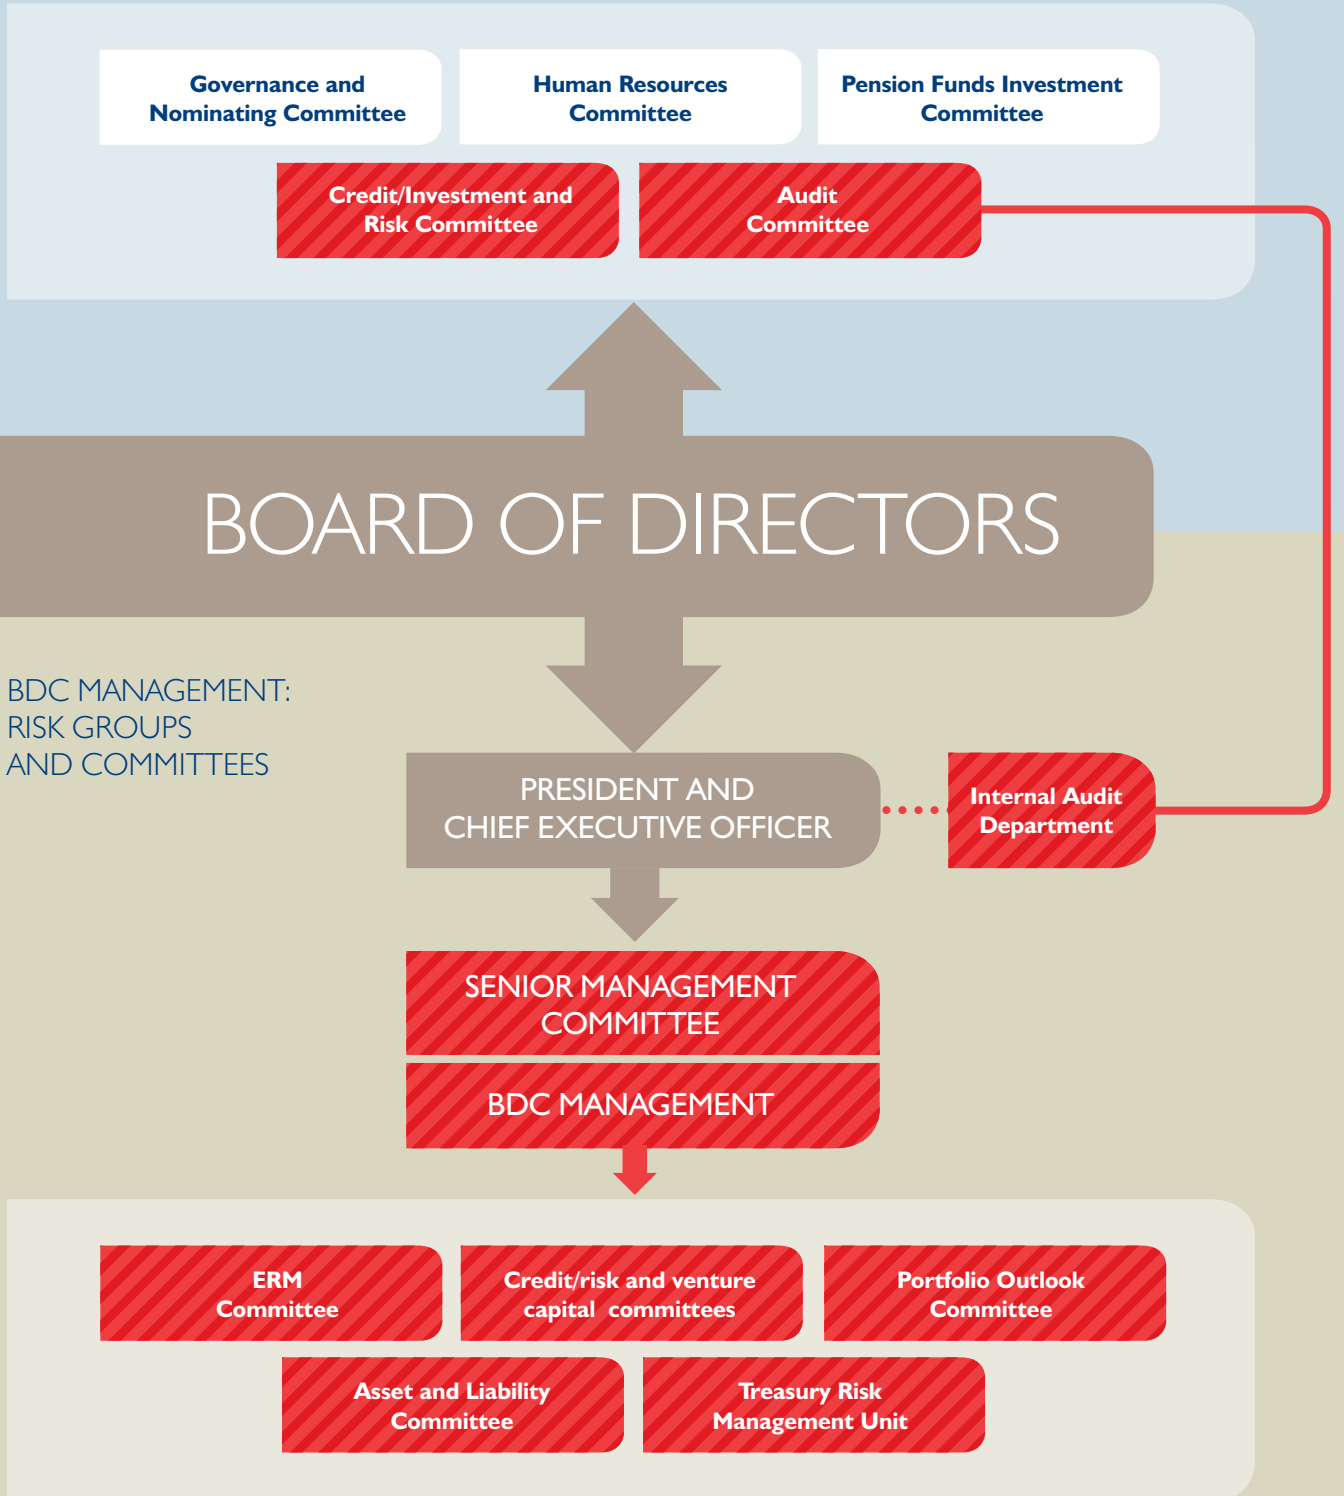 Governance and
Nominating Committee
Human Resources
Committee
Pension Funds Investment
Committee
Credit/Investment and
Risk Committee
Audit
Committee
BOARD OF DIRECTORS
BDC MANAGEMENT:
RISK GROUPS
AND COMMITTEES
PRESIDENT AND
CHIEF EXECUTIVE OFFICER
Internal Audit
Department
SENIOR MANAGEMENT
COMMITTEE
BDC MANAGEMENT
ERM
Committee
Credit/risk and venture
capital committees
Portfolio Outlook
Committee
Asset and Liability
Committee
Treasury Risk
Management Unit